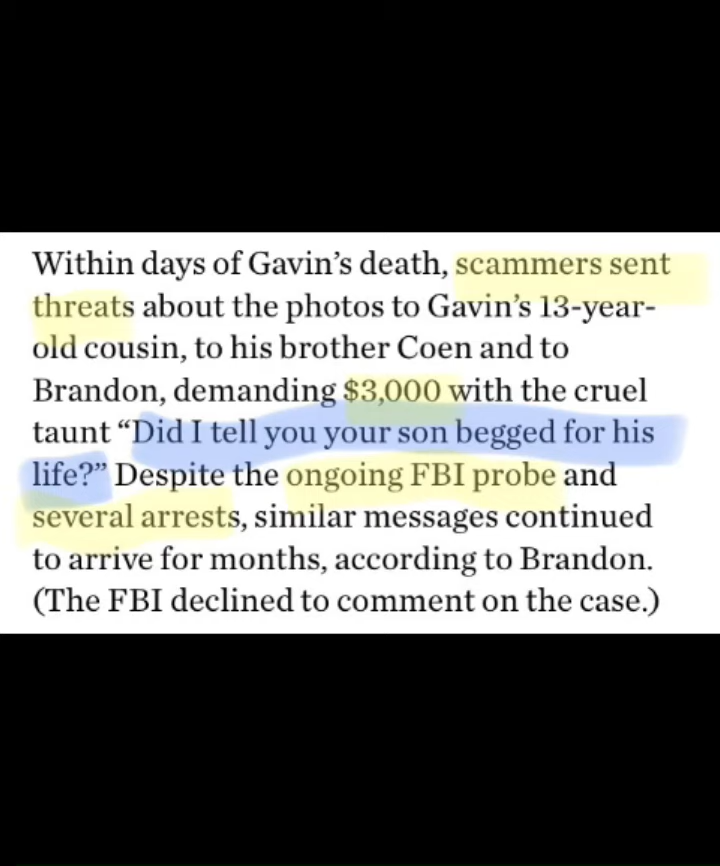 Within days of Gavin’s death, scammers sent
threats about the photos to Gavin’s 13-year-
old cousin, to his brother Coen and to
Brandon, demanding $3,000 with the cruel
taunt “Did I tell you your son begged for his
life?” Despite the ongoing FBI probe and
several arrests, similar messages continued
to arrive for months, according to Brandon.
(The FBI declined to comment on the case.)